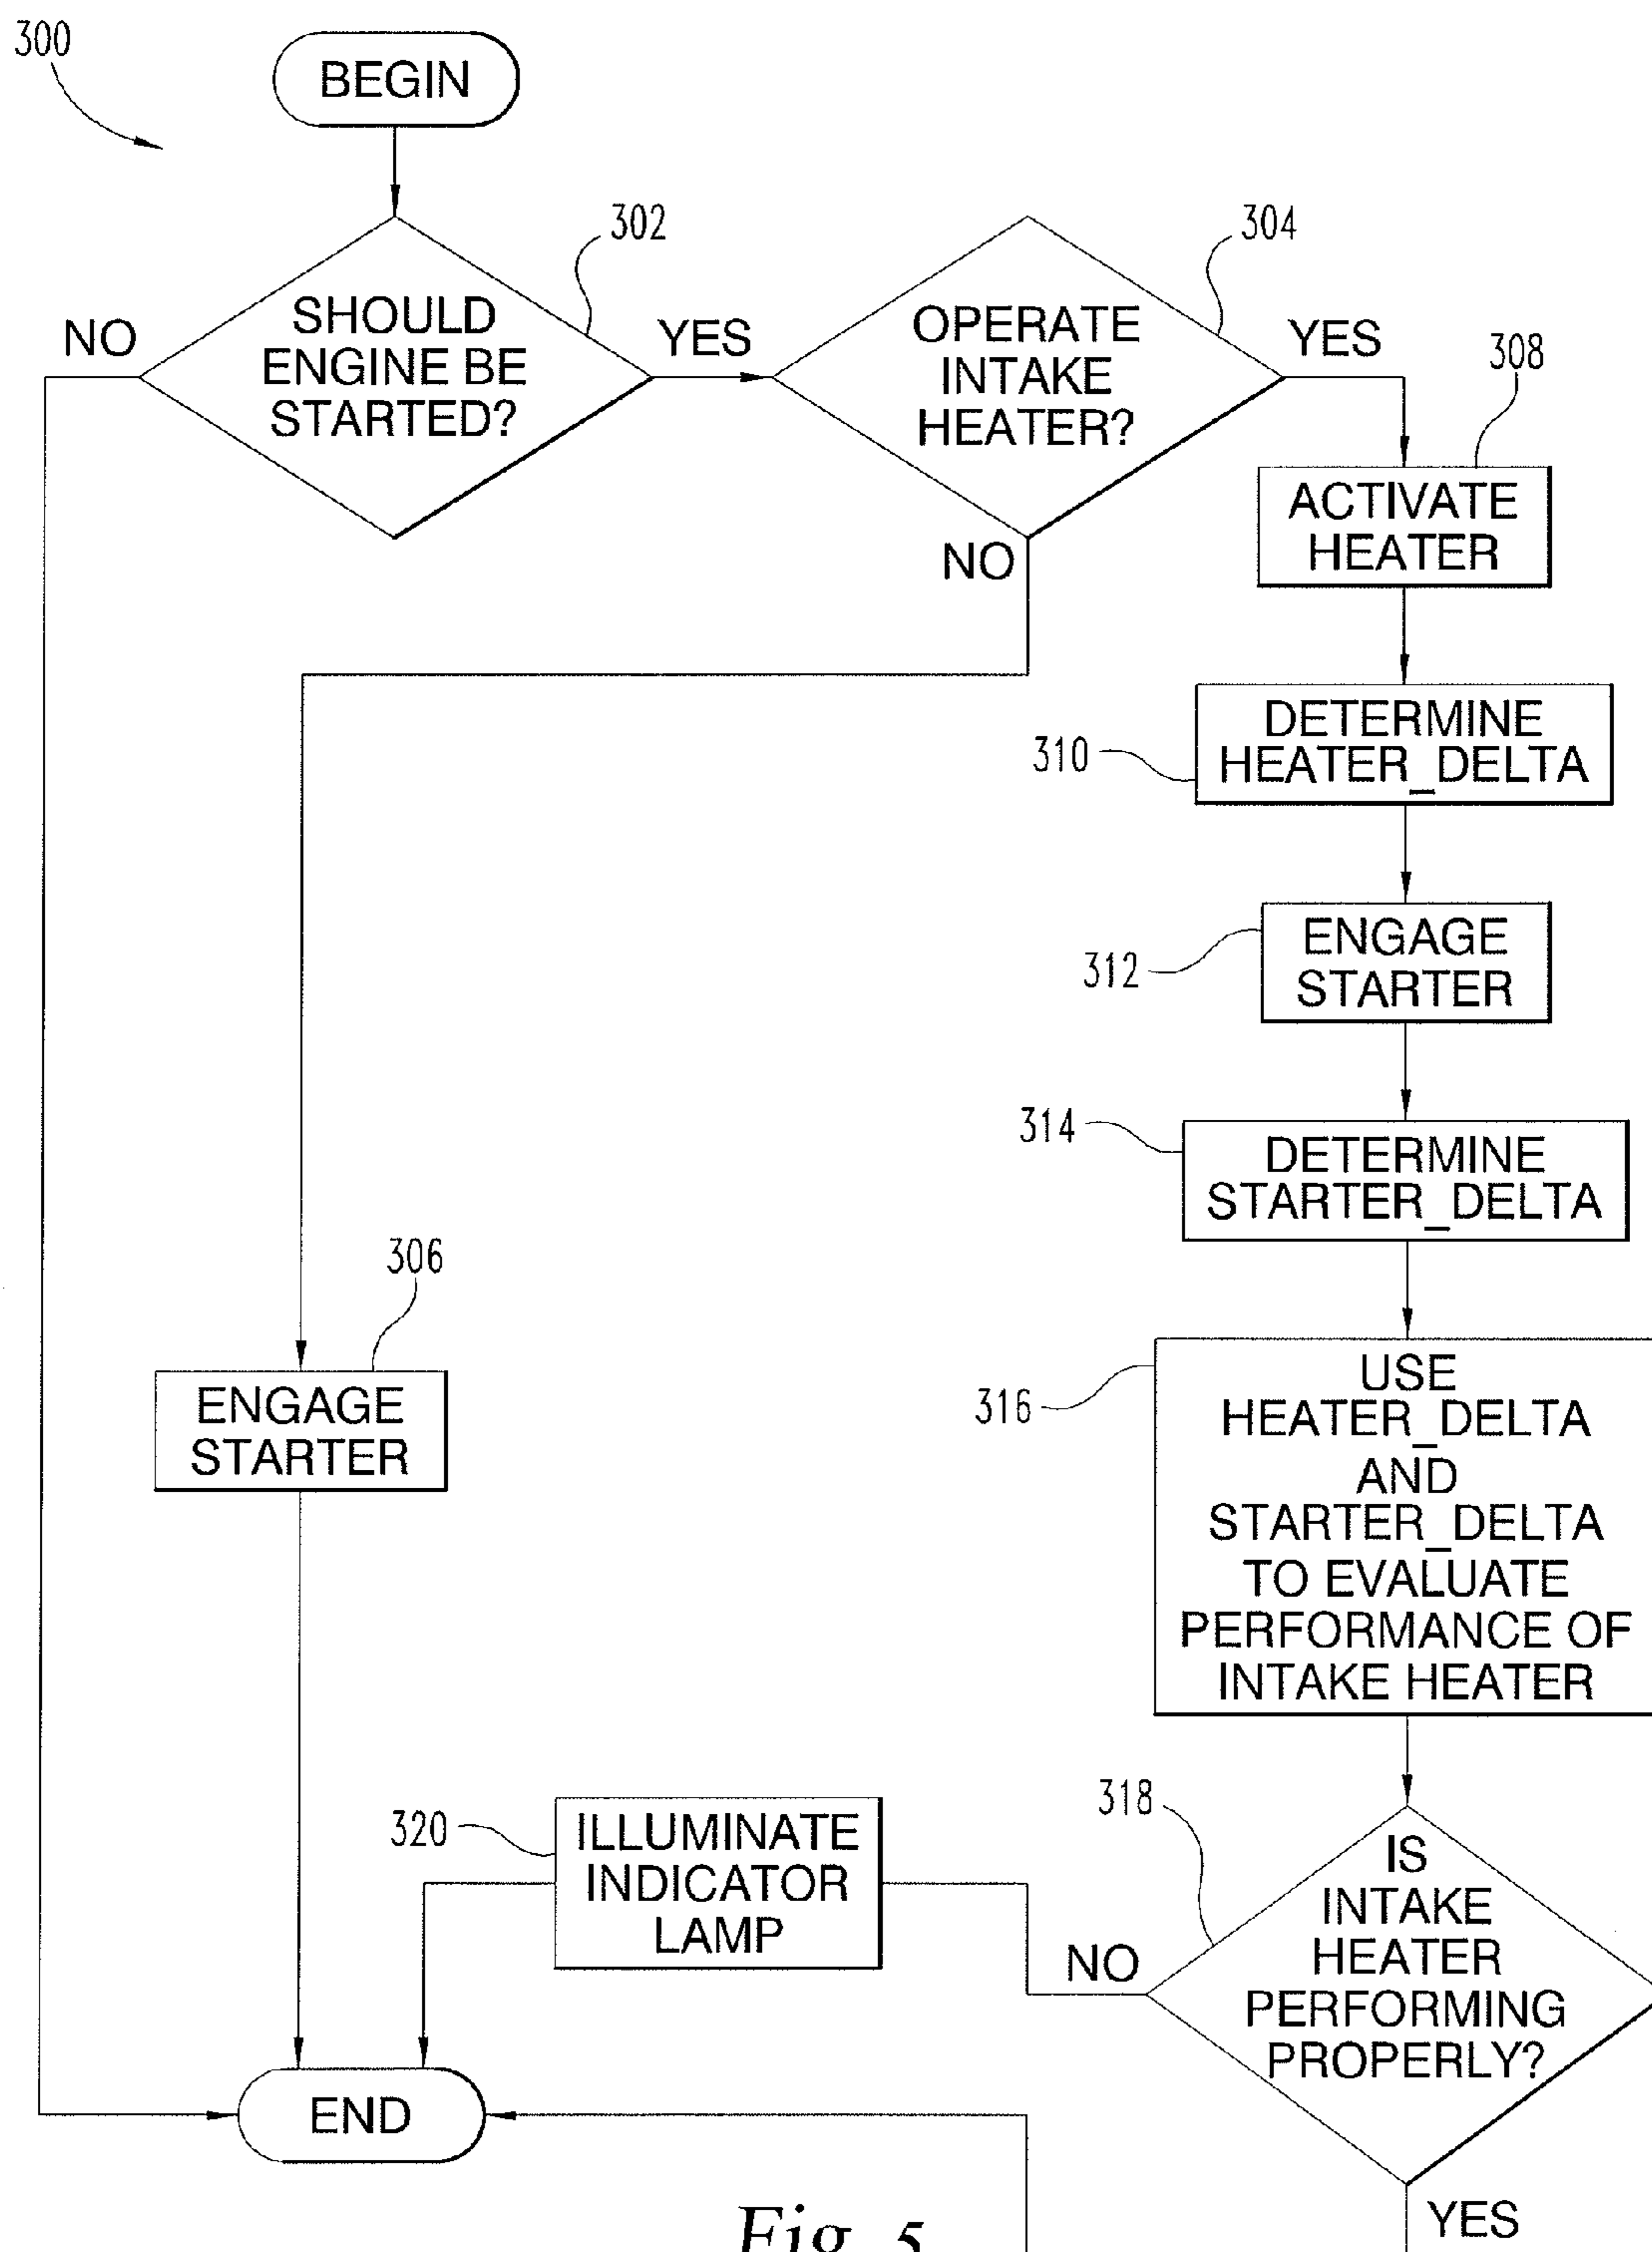 300
BEGIN
302
SHOULD
ENGINE BE
STARTED?
NO
YES
304
OPERATE
INTAKE
HEATER?
YES
NO
308
ACTIVATE
HEATER
310
DETERMINE
HEATER_DELTA
312
ENGAGE
STARTER
314
DETERMINE
STARTER_DELTA
306
ENGAGE
STARTER
316
USE
HEATER_DELTA
AND
STARTER_DELTA
TO EVALUATE
PERFORMANCE OF
INTAKE HEATER
318
IS
INTAKE
HEATER
PERFORMING
PROPERLY?
NO
320
ILLUMINATE
INDICATOR
LAMP
END
YES
Fig. 5